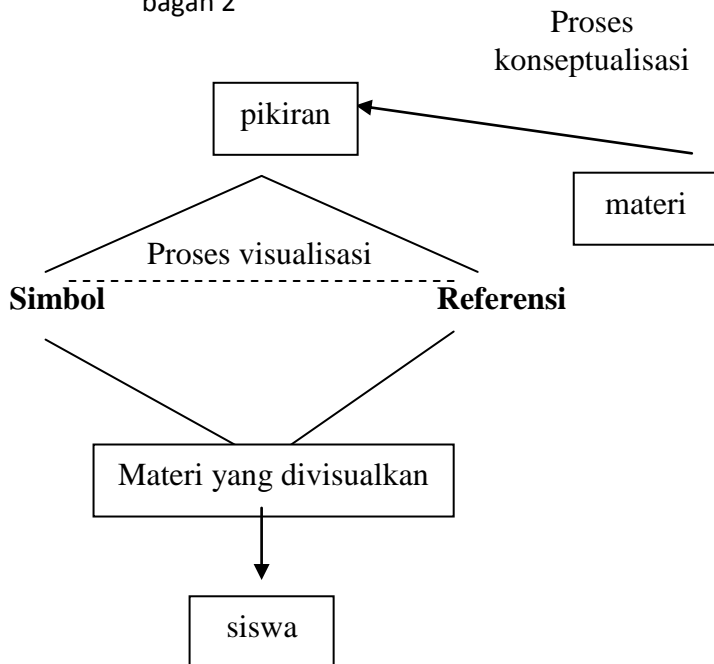 bagan 2
Proses
konseptualisasi
pikiran
materi
Proses visualisasi
Simbol
Referensi
Materi yang divisualkan
siswa